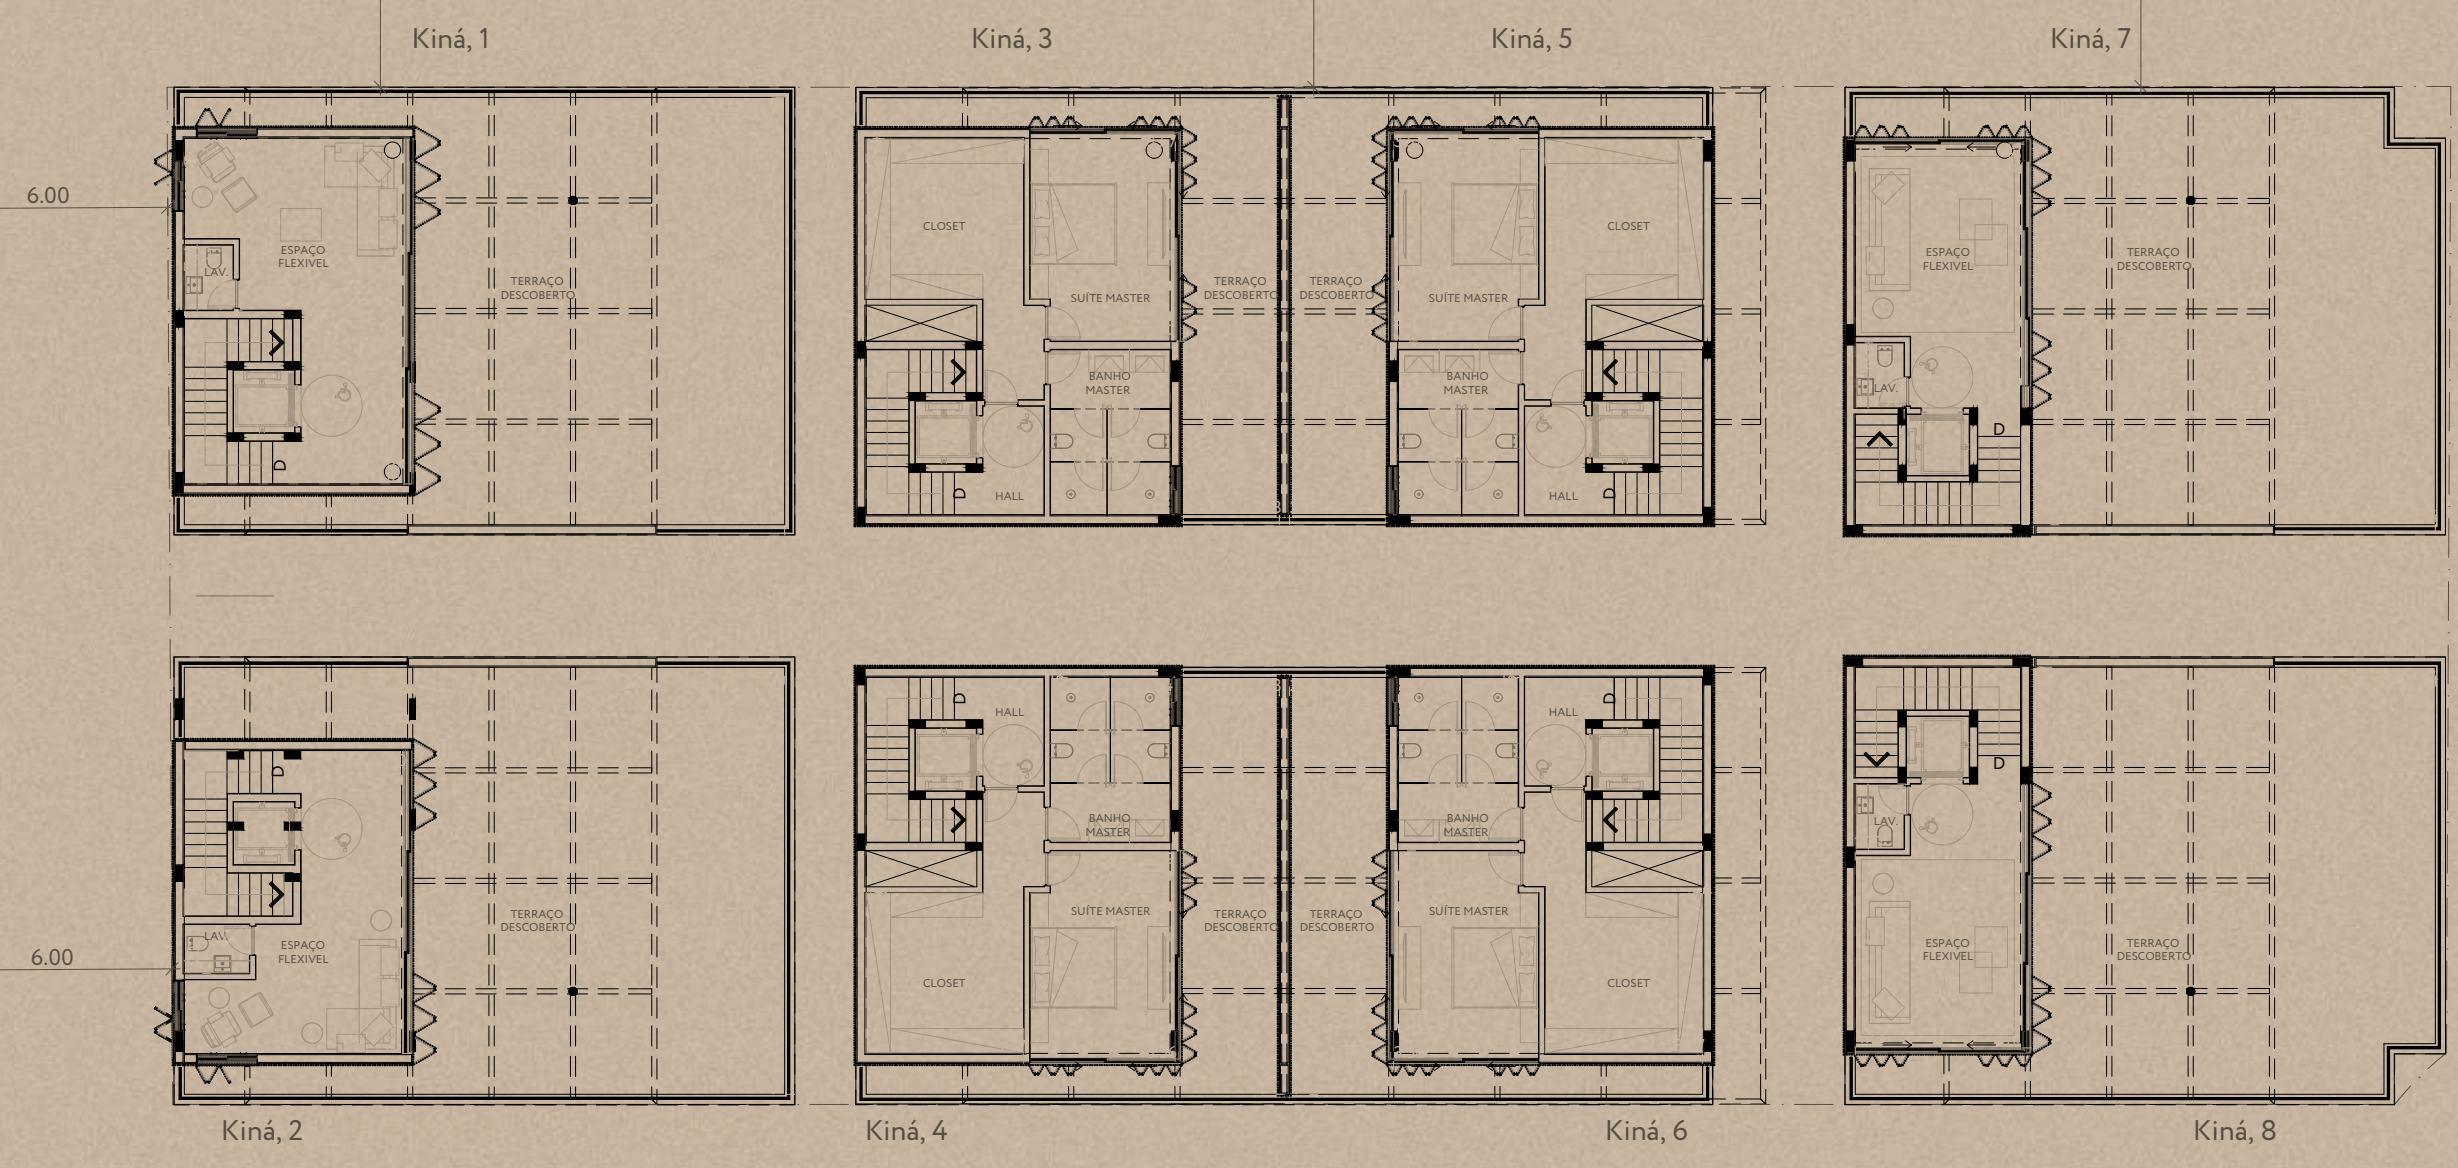 Kiná, 1
Kiná, 3
Kiná, 5
Kiná, 7
6.00
ESPAÇO
FLEXIVEL
LAV.
TERRAÇO
DESCOBERTO
D
CLOSET
SUÍTE MASTER
TERRAÇO
DESCOBERTO
BANHO
MASTER
HALL
D
TERRAÇO
DESCOBERTO
SUÍTE MASTER
CLOSET
BANHO
MASTER
HALL
D
ESPAÇO
FLEXIVEL
TERRAÇO
DESCOBERTO
LAV.
D
D
LAV.
ESPAÇO
FLEXIVEL
TERRAÇO
DESCOBERTO
6.00
D
HALL
BANHO
MASTER
SUÍTE MASTER
TERRAÇO
DESCOBERTO
CLOSET
D
HALL
BANHO
MASTER
TERRAÇO
DESCOBERTO
SUÍTE MASTER
CLOSET
D
LAV.
ESPAÇO
FLEXIVEL
TERRAÇO
DESCOBERTO
Kiná, 2
Kiná, 4
Kiná, 6
Kiná, 8